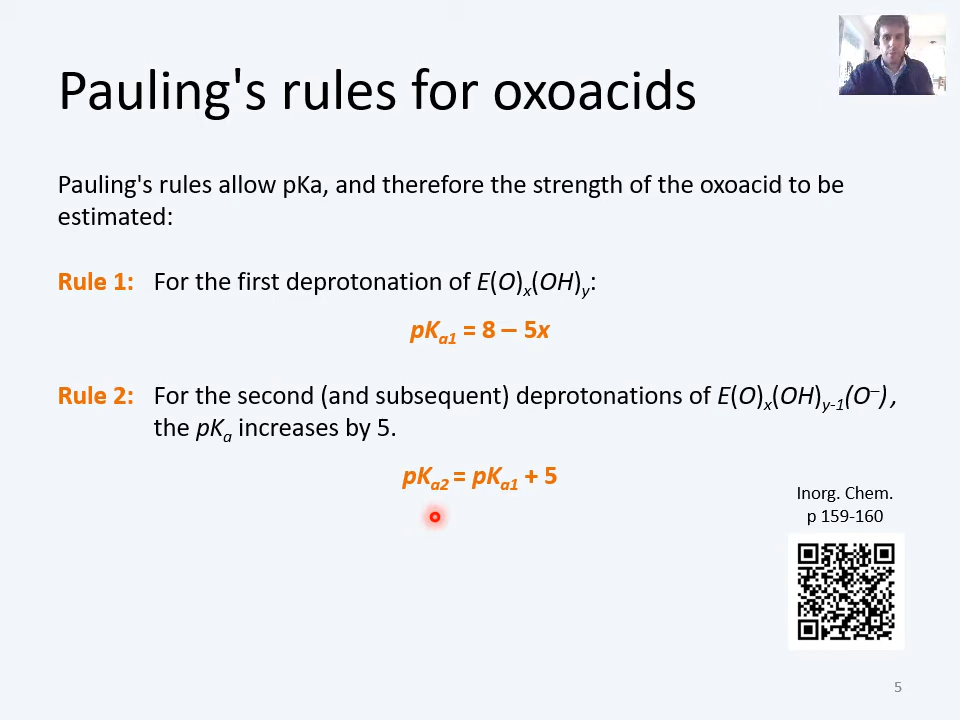 Pauling's rules for oxoacids
Pauling's rules allow pKa, and therefore the strength of the oxoacid to be
estimated:
Rule 1: For the first deprotonation of E(O)x(OH)y:
pKa1 = 8 – 5x
Rule 2: For the second (and subsequent) deprotonations of E(O)x(OH)y-1(O–) ,
the pKa increases by 5.
pKa2 = pKa1 + 5
Inorg. Chem.
p 159-160
5